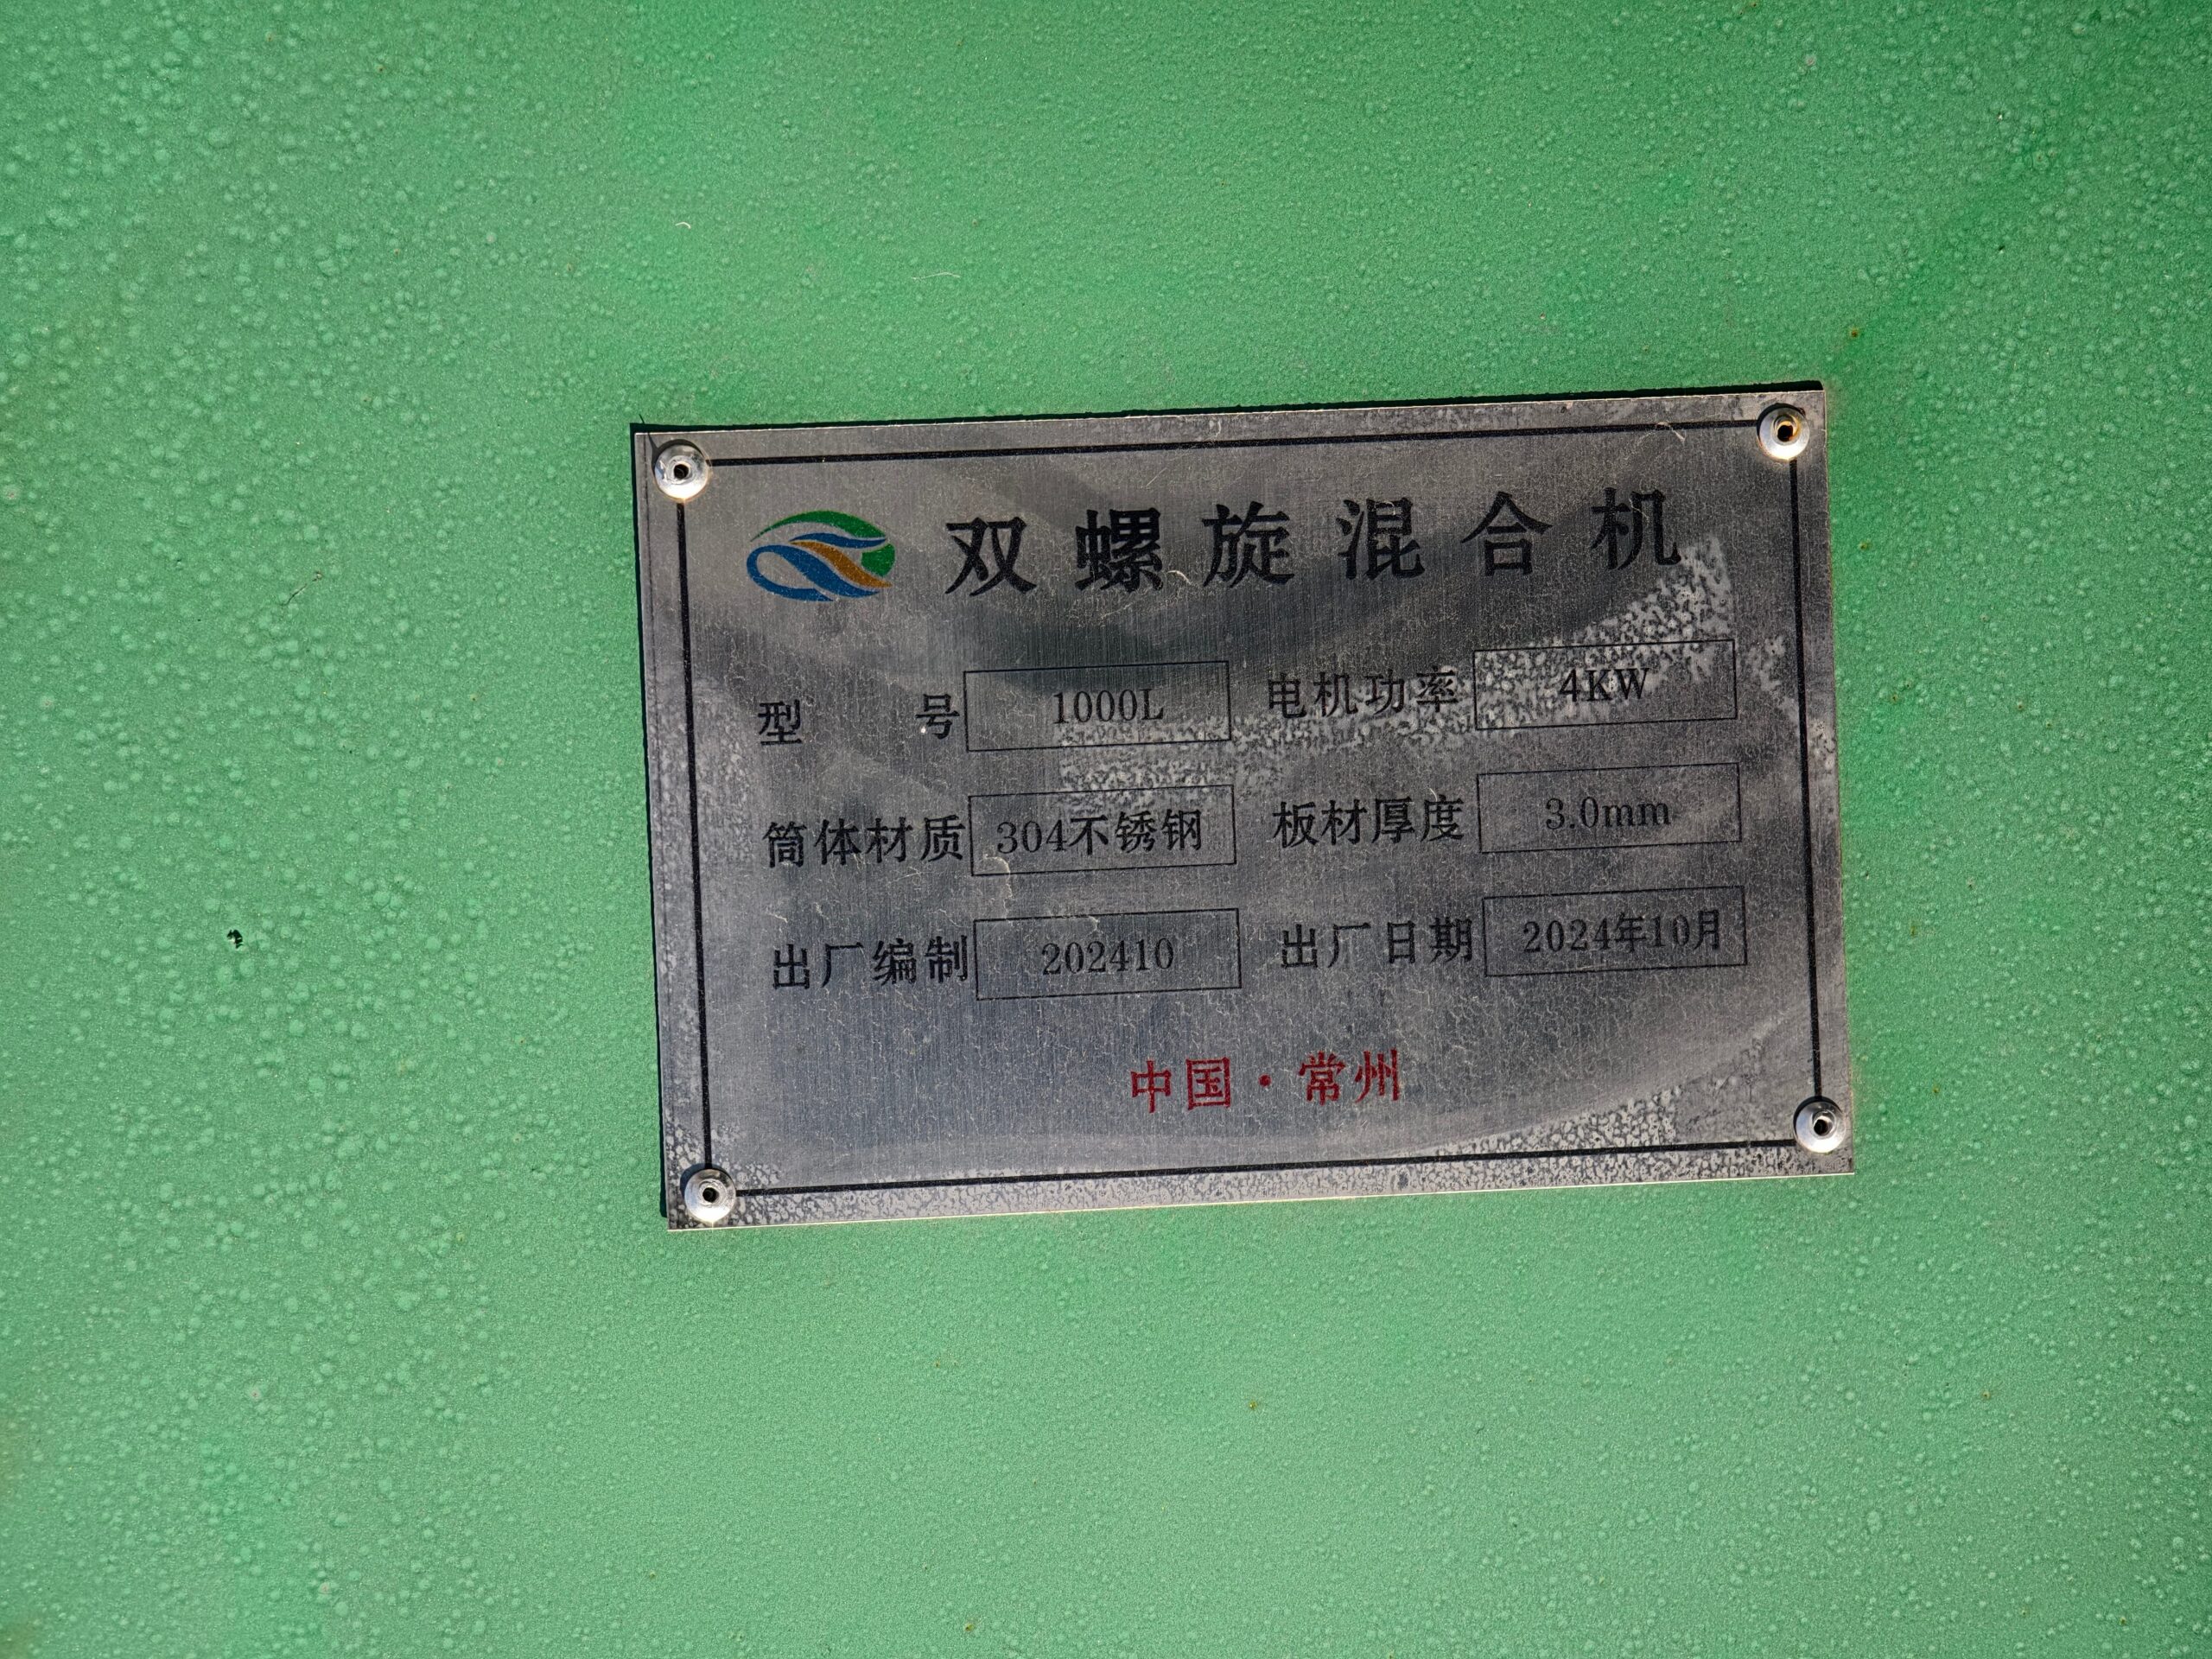 双螺旋混合机
型 号 1000L 电机功率 4KW
筒体材质 304不锈钢 板材厚度 3.0mm
出厂编制 202410 出厂日期 2024年10月
中国·常州